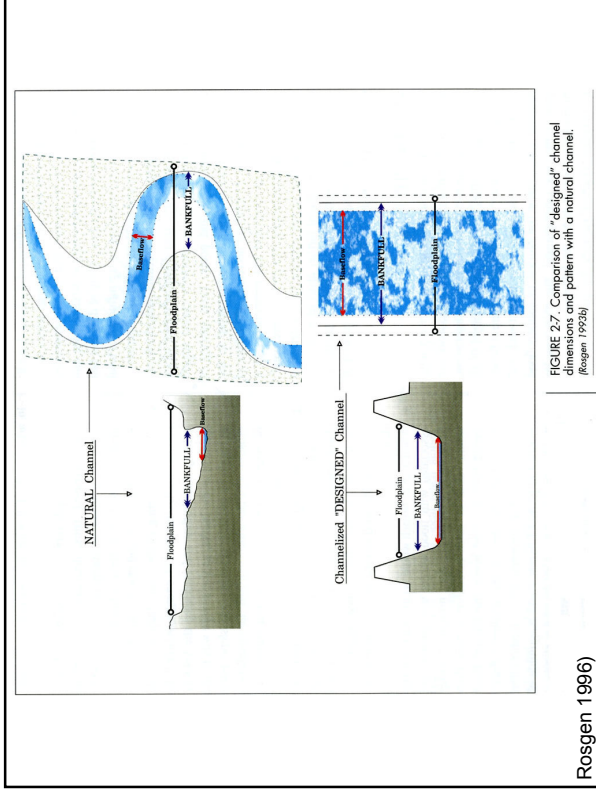 NATURAL Channel
Floodplain
BANKFULL
Baseflow
Baseflow
BANKFULL
Floodplain
Channelized "DESIGNED" Channel
Floodplain
BANKFULL
Baseflow
Baseflow
BANKFULL
Floodplain
FIGURE 2-7. Comparison of "designed" channel
dimensions and pattern with a natural channel.
(Rosgen 1993b)
Rosgen 1996)